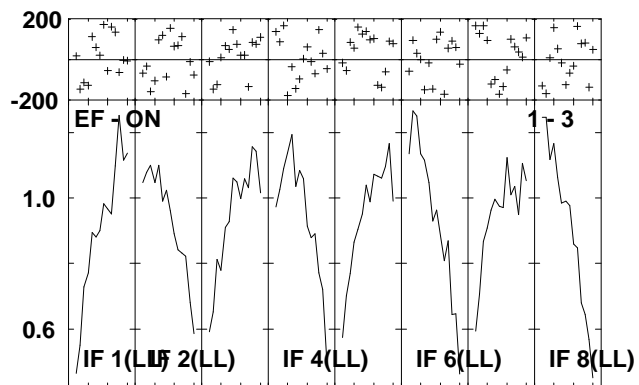 200
-200
EF - ON 1 - 3
1.0
0.6
IF 1(LL) IF 2(LL) IF 4(LL) IF 6(LL) IF 8(LL)